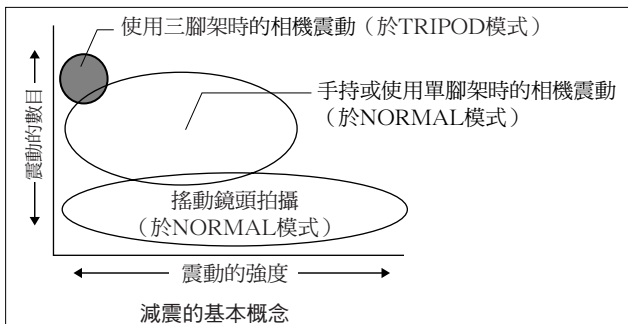 使用三腳架時的相機震動（於TRIPOD模式）
手持或使用單腳架時的相機震動
（於NORMAL模式）
震動的數目
搖動鏡頭拍攝
（於NORMAL模式）
震動的強度
減震的基本概念